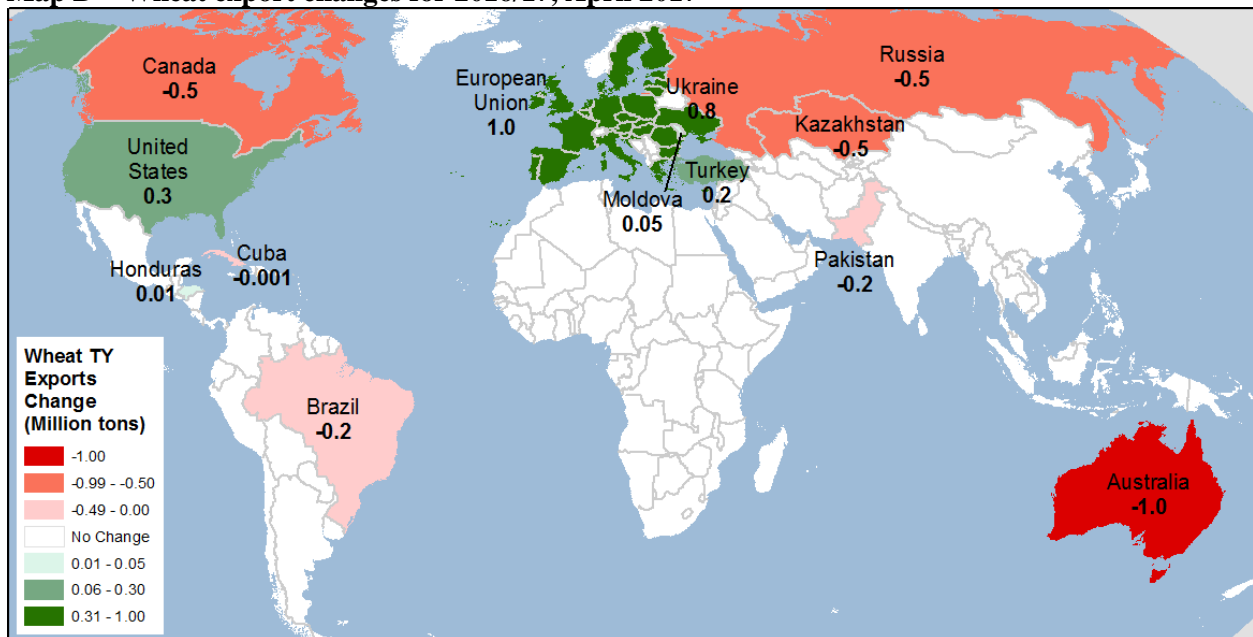 Canada
-0.5
Russia
-0.5
European
Union
1.0
Ukraine
0.8
Kazakhstan
-0.5
United
States
0.3
Turkey
0.2
Moldova
0.05
Cuba
-0.001
Honduras
0.01
Pakistan
-0.2
Brazil
-0.2
Australia
-1.0
Wheat TY
Exports
Change
(Million tons)
-1.00
-0.99 - -0.50
-0.49 - 0.00
No Change
0.01 - 0.05
0.06 - 0.30
0.31 - 1.00